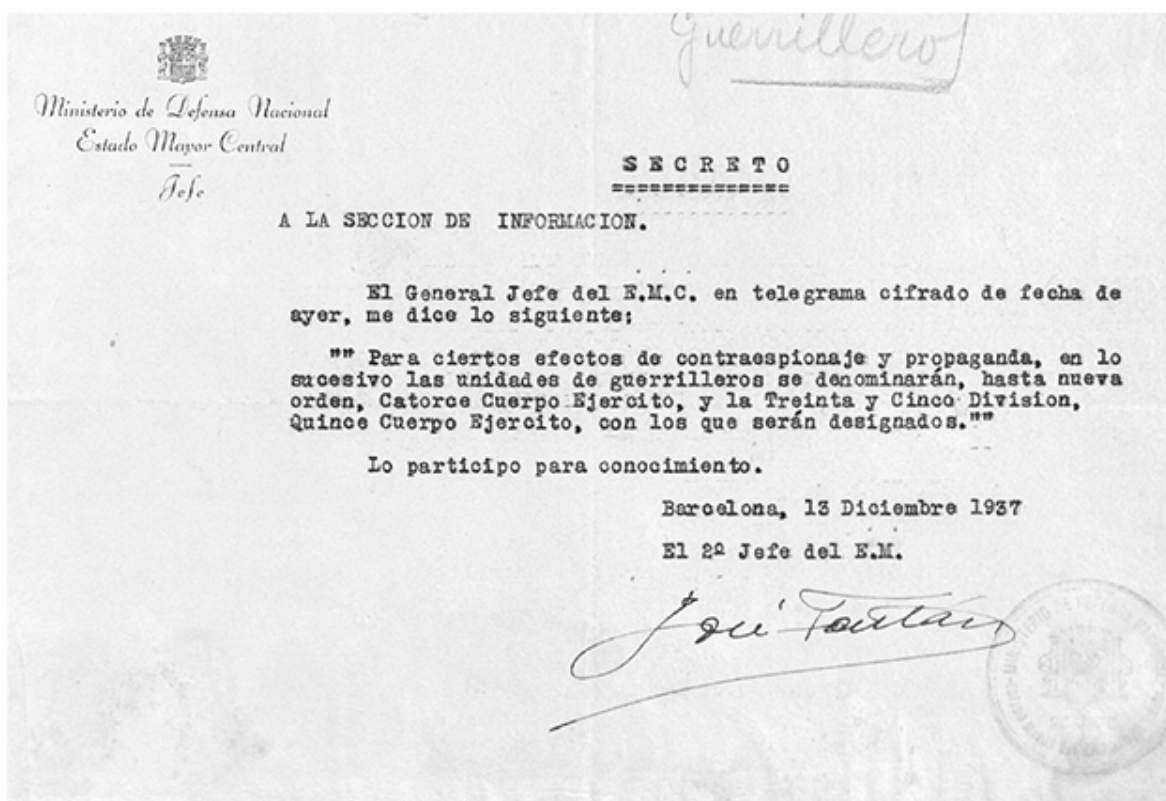 Guerrillero
Ministerio de Defensa Nacional
Estado Mayor Central
Jefe
SECRETO
==============
A LA SECCION DE INFORMACION.
El General Jefe del E.M.C. en telegrama cifrado de fecha de
ayer, me dice lo siguiente:
"" Para ciertos efectos de contraespionaje y propaganda, en lo
sucesivo las unidades de guerrilleros se denominarán, hasta nueva
orden, Catorce Cuerpo Ejercito, y la Treinta y Cinco Division,
Quince Cuerpo Ejercito, con los que serán designados.""
Lo participo para conocimiento.
Barcelona, 13 Diciembre 1937
El 2º Jefe del E.M.
José